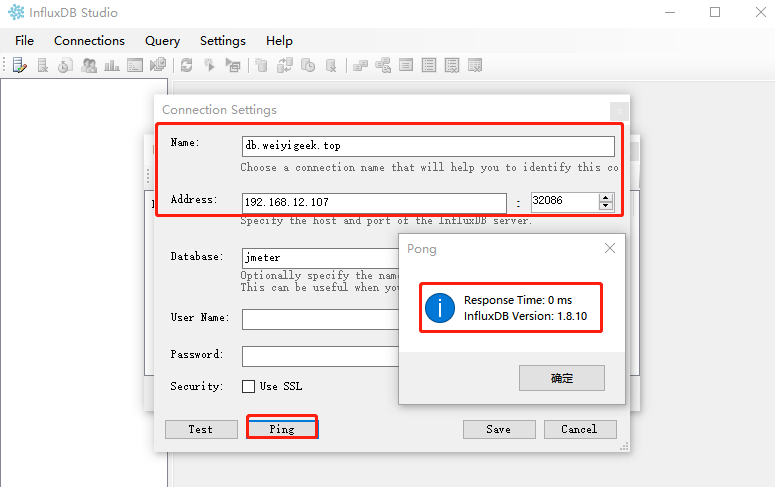 InfluxDB Studio
File Connections Query Settings Help
Connection Settings
Name: db.weiyigeek.top
Choose a connection name that will help you to identify this co
Address: 192.168.12.107 : 32086
Specify the host and port of the InfluxDB server.
Pong
Database: jmeter
Optionally specify the name
This can be useful when you
Response Time: 0 ms
InfluxDB Version: 1.8.10
User Name:
Password:
确定
Security: Use SSL
Test Ping Save Cancel